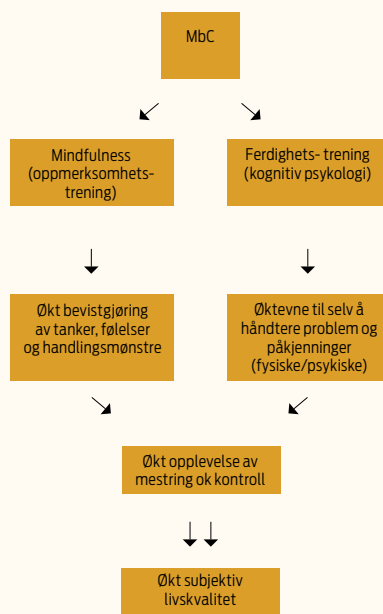 MbC
Mindfulness
(oppmerksomhets-
trening)
Ferdighets- trening
(kognitiv psykologi)
Økt bevistgjøring
av tanker, følelser
og handlingsmønstre
Øktevne til selv å
håndtere problem og
påkjenninger
(fysiske/psykiske)
Økt opplevelse av
mestring ok kontroll
Økt subjektiv
livskvalitet